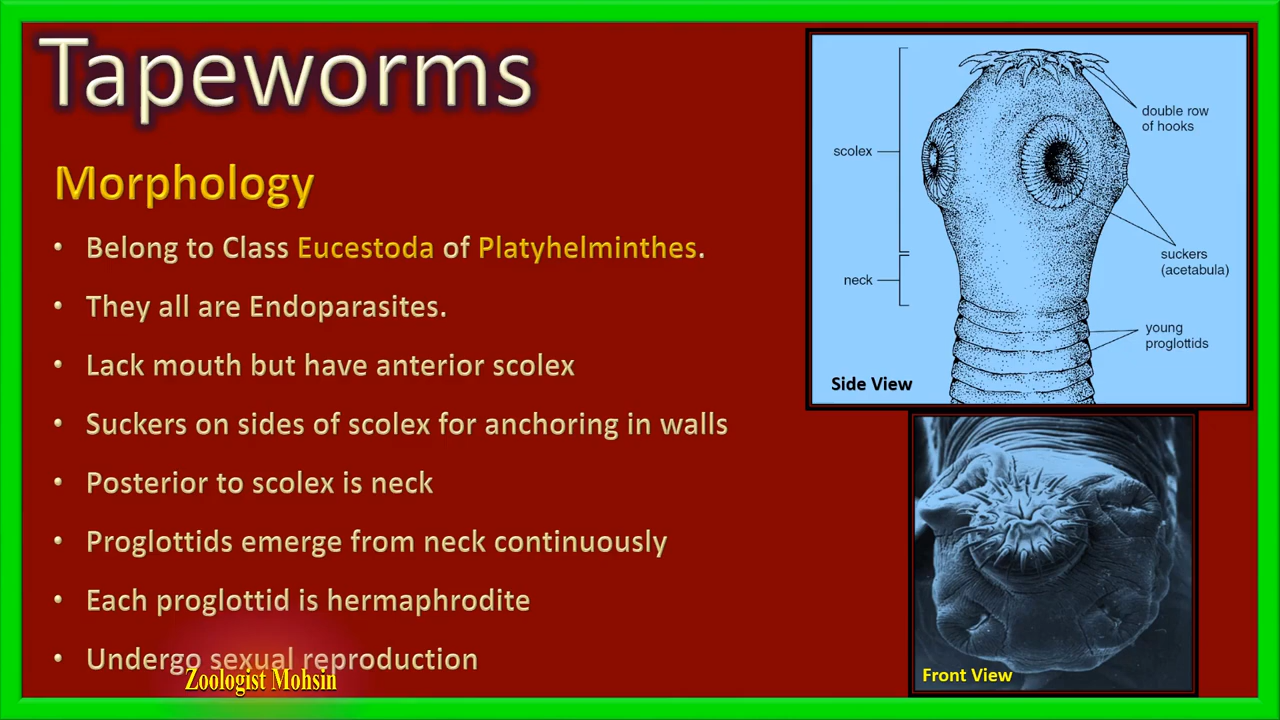 Tapeworms
Morphology
• Belong to Class Eucestoda of Platyhelminthes.
• They all are Endoparasites.
• Lack mouth but have anterior scolex
• Suckers on sides of scolex for anchoring in walls
• Posterior to scolex is neck
• Proglottids emerge from neck continuously
• Each proglottid is hermaphrodite
• Undergo sexual reproduction
Zoologist Mohsin
double row
of hooks
scolex
suckers
(acetabula)
neck
young
proglottids
Side View
Front View